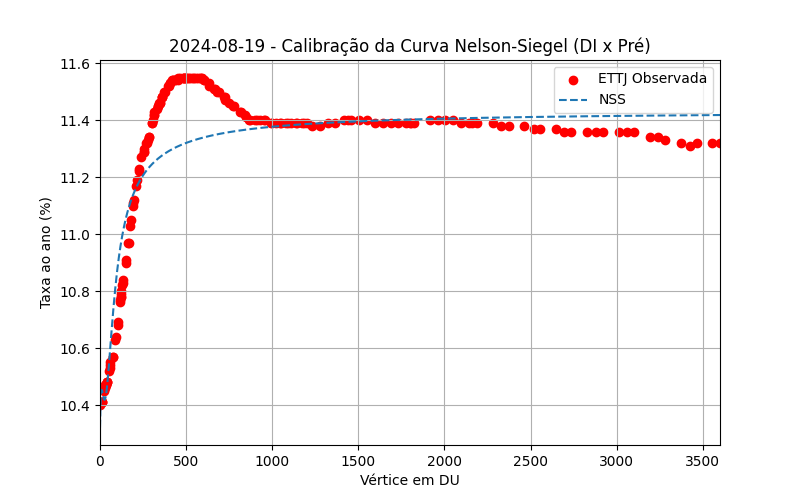 2024-08-19 - Calibração da Curva Nelson-Siegel (DI x Pré)
11.6
11.4
11.2
11.0
10.8
10.6
10.4
Taxa ao ano (%)
ETTJ Observada
NSS
0 500 1000 1500 2000 2500 3000 3500
Vértice em DU